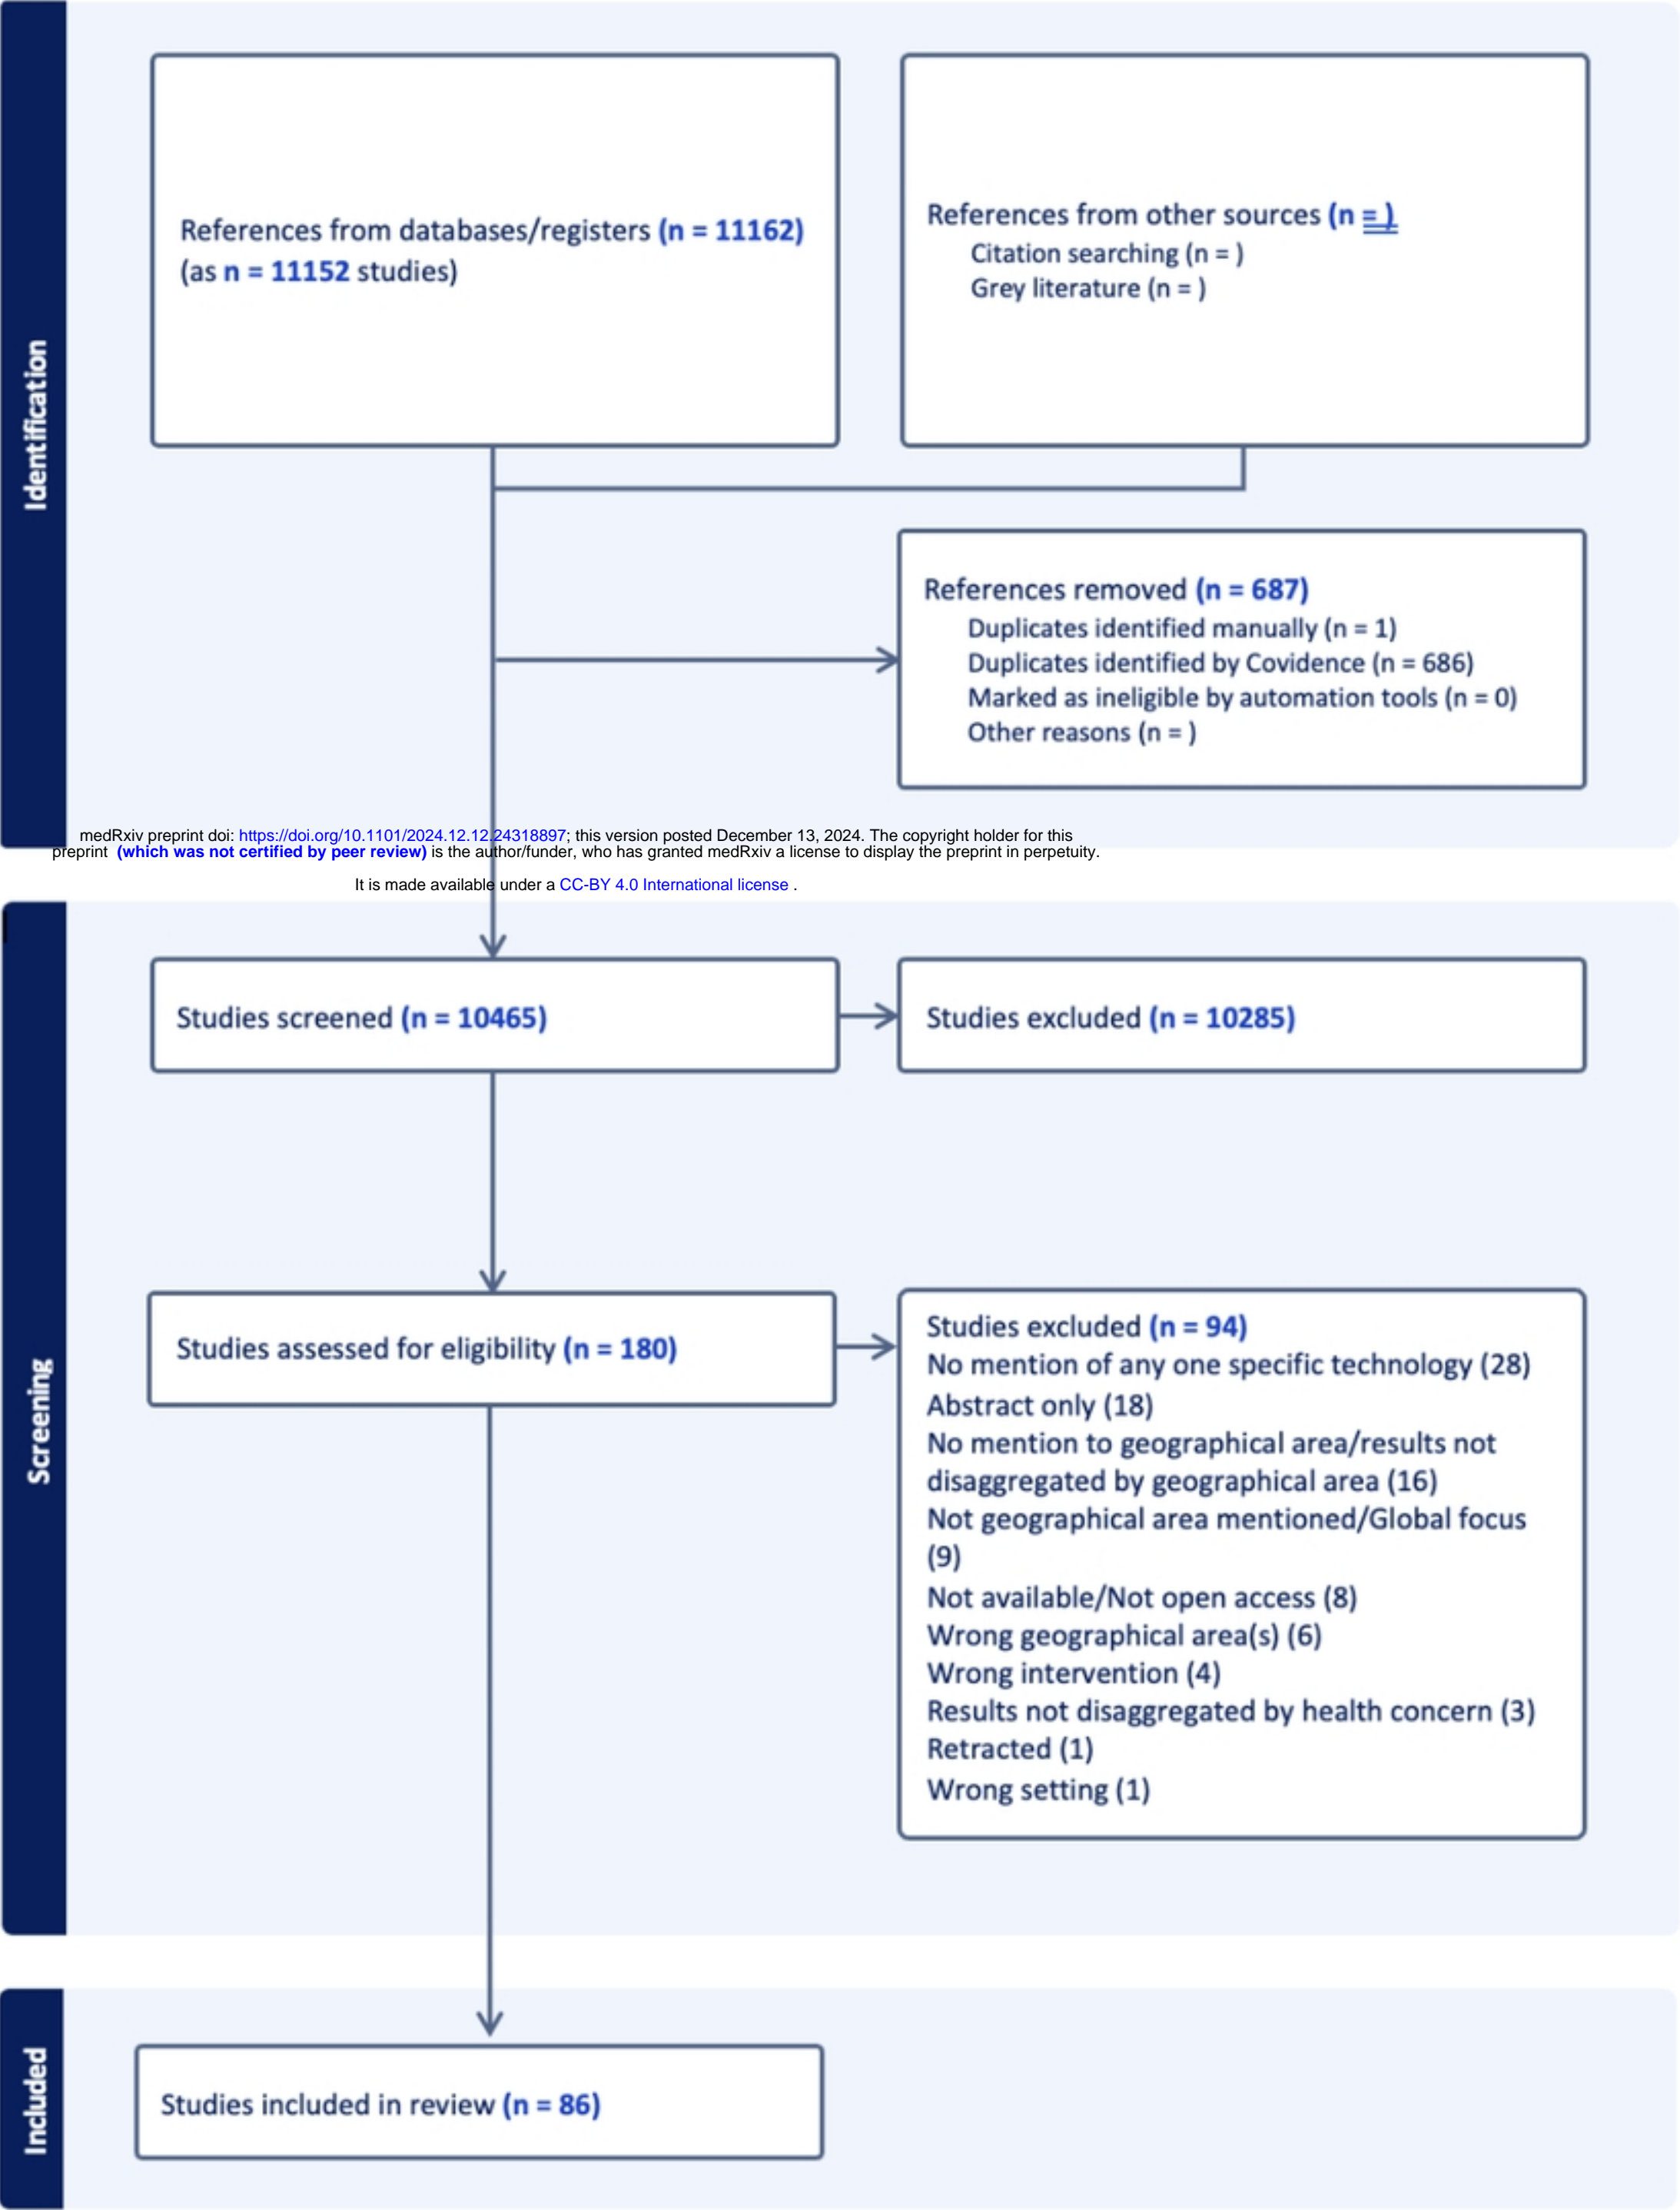 Identification
References from databases/registers (n = 11162)
(as n = 11152 studies)
References from other sources (n = )
Citation searching (n = )
Grey literature (n = )
References removed (n = 687)
Duplicates identified manually (n = 1)
Duplicates identified by Covidence (n = 686)
Marked as ineligible by automation tools (n = 0)
Other reasons (n = )
medRxiv preprint doi: https://doi.org/10.1101/2024.12.12.24318897; this version posted December 13, 2024. The copyright holder for this
preprint (which was not certified by peer review) is the author/funder, who has granted medRxiv a license to display the preprint in perpetuity.
It is made available under a CC-BY 4.0 International license .
Screening
Studies screened (n = 10465)
Studies excluded (n = 10285)
Studies assessed for eligibility (n = 180)
Studies excluded (n = 94)
No mention of any one specific technology (28)
Abstract only (18)
No mention to geographical area/results not
disaggregated by geographical area (16)
Not geographical area mentioned/Global focus
(9)
Not available/Not open access (8)
Wrong geographical area(s) (6)
Wrong intervention (4)
Results not disaggregated by health concern (3)
Retracted (1)
Wrong setting (1)
Included
Studies included in review (n = 86)